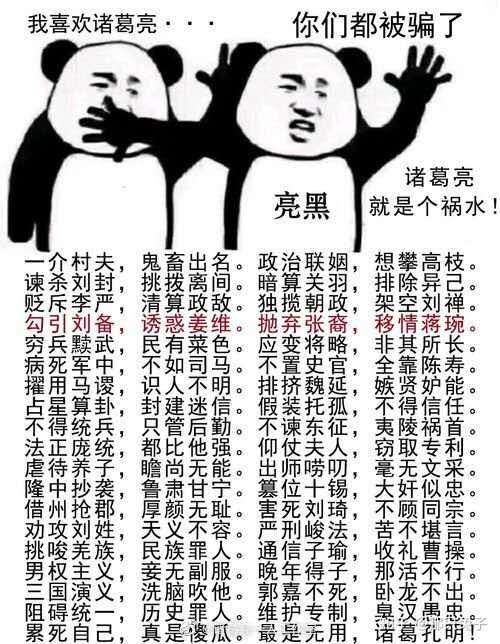 我喜欢诸葛亮···
你们都被骗了
亮黑
诸葛亮
就是个祸水!
一介村夫，鬼畜出名。政治联姻，想攀高枝。
谏杀刘封，挑拨离间。暗算关羽，排除异己。
贬斥李严，清算政敌。独揽朝政，架空刘禅。
勾引刘备，诱惑姜维。抛弃张裔，移情蒋琬。
穷兵黩武，民有菜色。应变将略，非其所长。
病死军中，不如司马。不置史官，全靠陈寿。
擢用马谡，识人不明。排挤魏延，嫉贤妒能。
占星算卦，封建迷信。假装托孤，不得信任。
不得统兵，只管后勤。不谏东征，夷陵祸首。
法正庞统，都比他强。仰仗夫人，窃取专利。
虐待养子，瞻尚无能。出师唠叨，毫无文采。
隆中抄袭，鲁肃甘宁。篡位十锡，大奸似忠。
借州抢郡，厚颜无耻。害死刘琦，不顾同宗。
劝攻刘姓，天义不容。严刑峻法，苦不堪言。
挑唆羌族，民族罪人。通信子瑜，收礼曹操。
男权主义，妾无副服。晚年得子，那活不行。
三国演义，洗脑吹他。郭嘉不死，卧龙不出。
阻碍统一，历史罪人。维护专制，皇汉愚忠。
累死自己，真是傻瓜。最是无用，诸葛孔明!